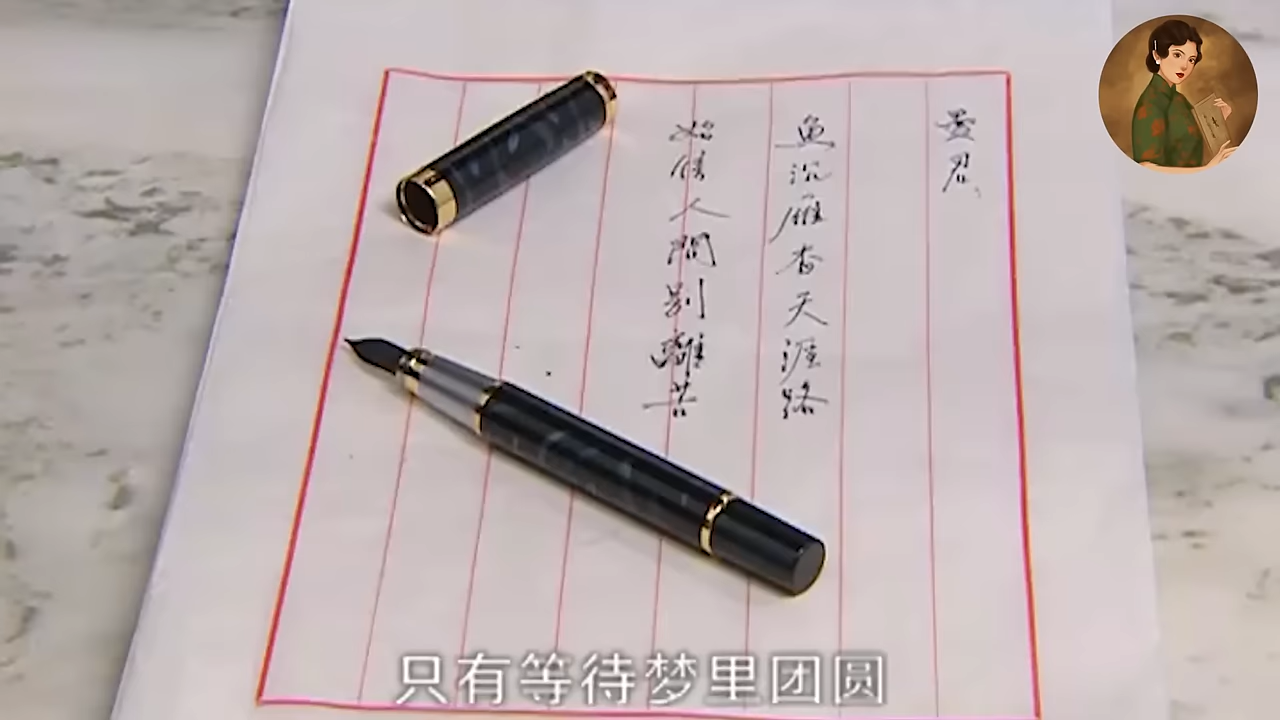 曼君、
魚沉雁杳天涯路
始信人間別離苦
只有等待梦里团圆